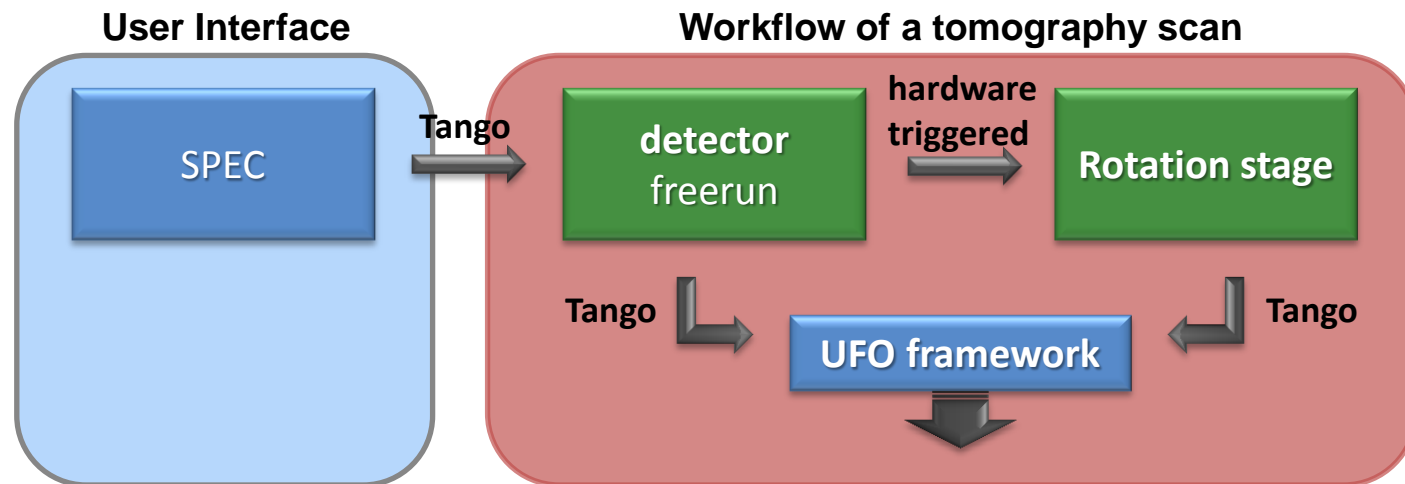 User Interface
Workflow of a tomography scan
SPEC
Tango
detector
freerun
hardware
triggered
Rotation stage
Tango
Tango
UFO framework